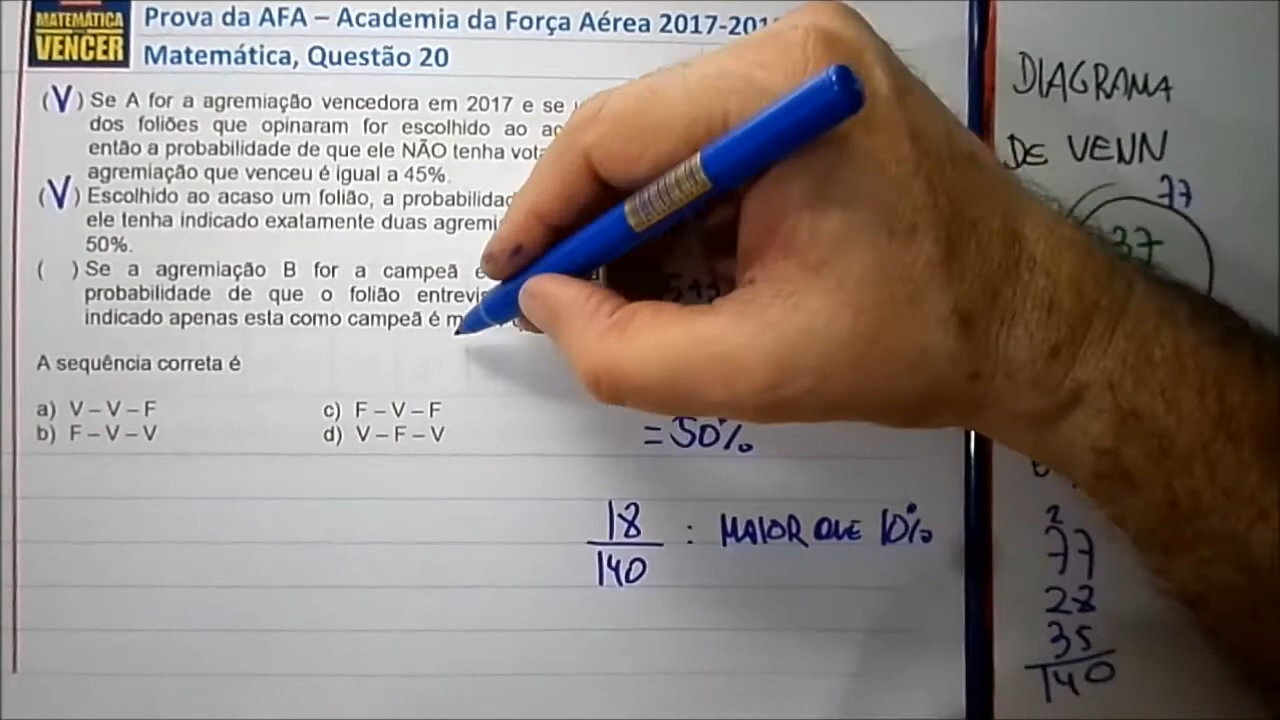 MATEMÁTICA
VENCER
Prova da AFA – Academia da Força Aérea 2017-201
Matemática, Questão 20
(V) Se A for a agremiação vencedora em 2017 e se
dos foliões que opinaram for escolhido ao
então a probabilidade de que ele NÃO tenha
agremiação que venceu é igual a 45%.
(V) Escolhido ao acaso um folião, a
ele tenha indicado exatamente duas
50%.
( ) Se a agremiação B for a campeã
probabilidade de que o folião
indicado apenas esta como campeã é
A sequência correta é
a) V – V – F
c) F – V – F
b) F – V – V
d) V – F – V
= 50%
18
140
: MAIOR QUE 10%
DIAGRAMA
DE VENN
77
37
2
77
28
35
140